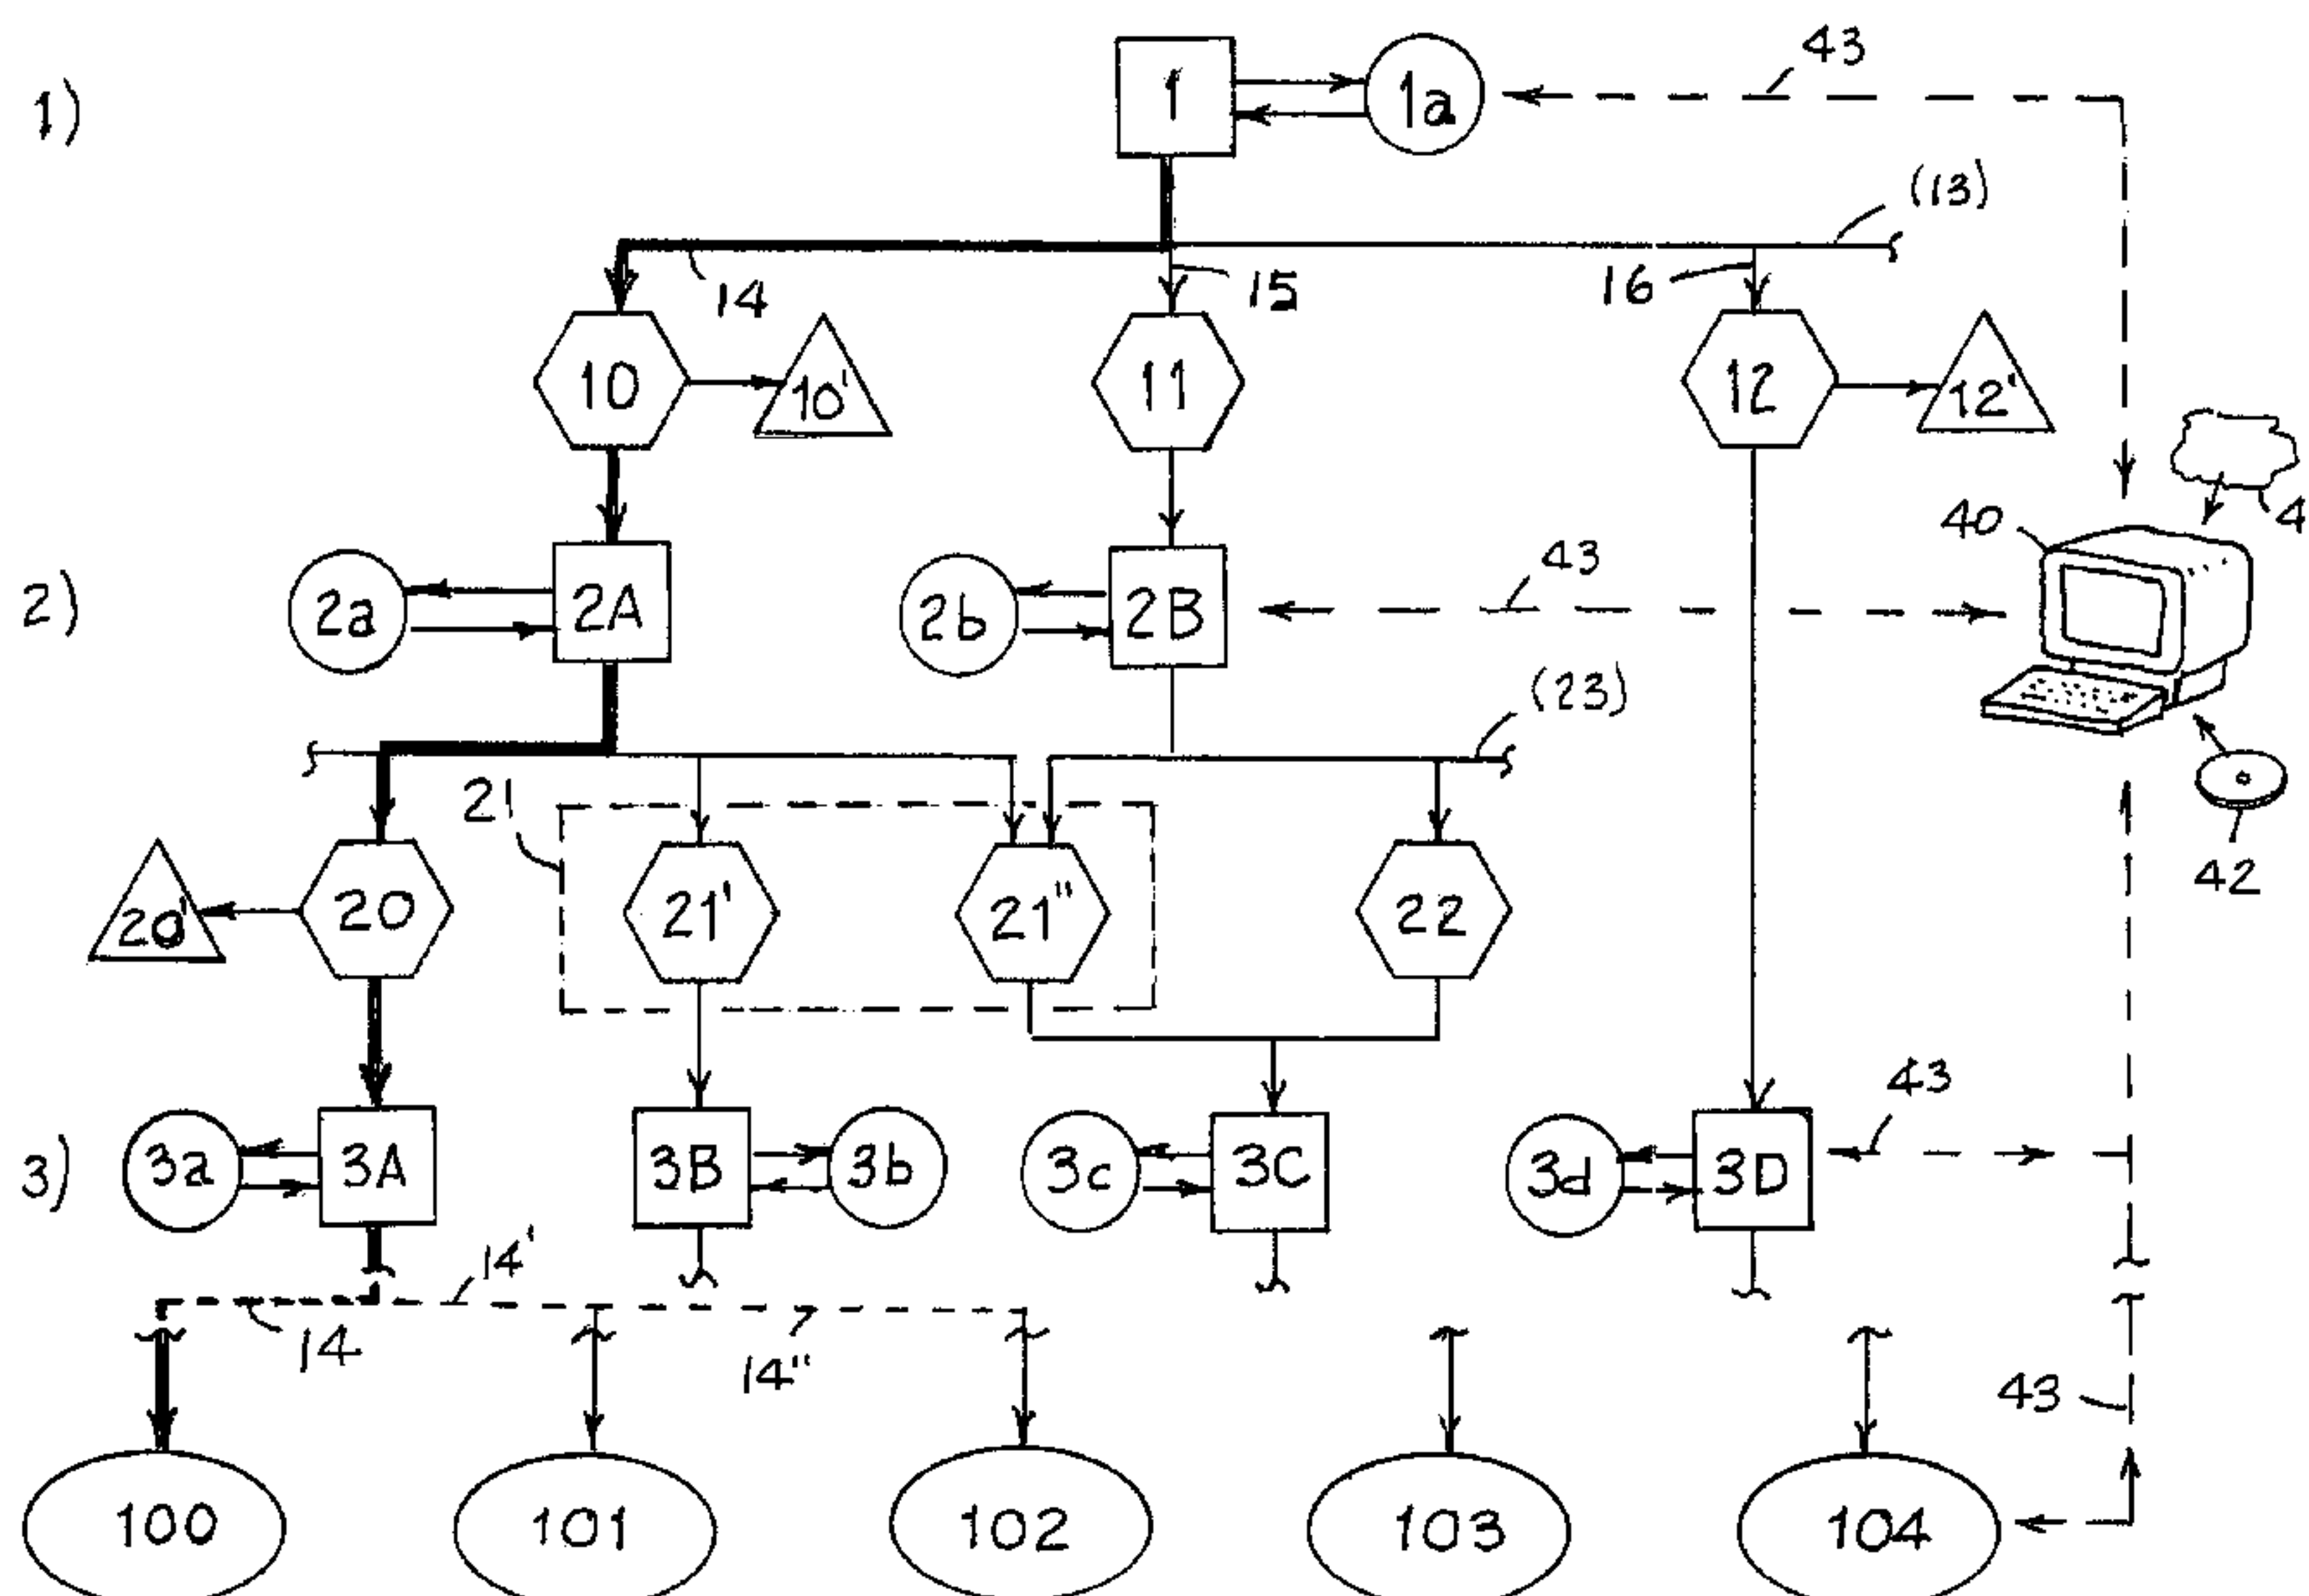 1) 1 1a 43
(13)
14 15 16
10 10' 11 12 12'
40 4
2) 2a 2A 2b 2B 43
(23)
21
42
20' 20 21' 21" 22
43
3) 3a 3A 3B 3b 3c 3C 3d 3D
14'
14 14" 43
100 101 102 103 104